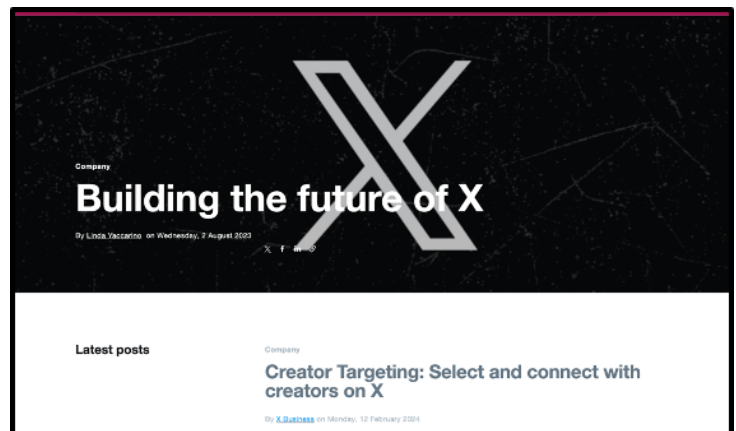 Company
Building the future of X
By Linda Yaccarino on Wednesday, 2 August 2023
Latest posts
Company
Creator Targeting: Select and connect with
creators on X
By X Business on Monday, 12 February 2024